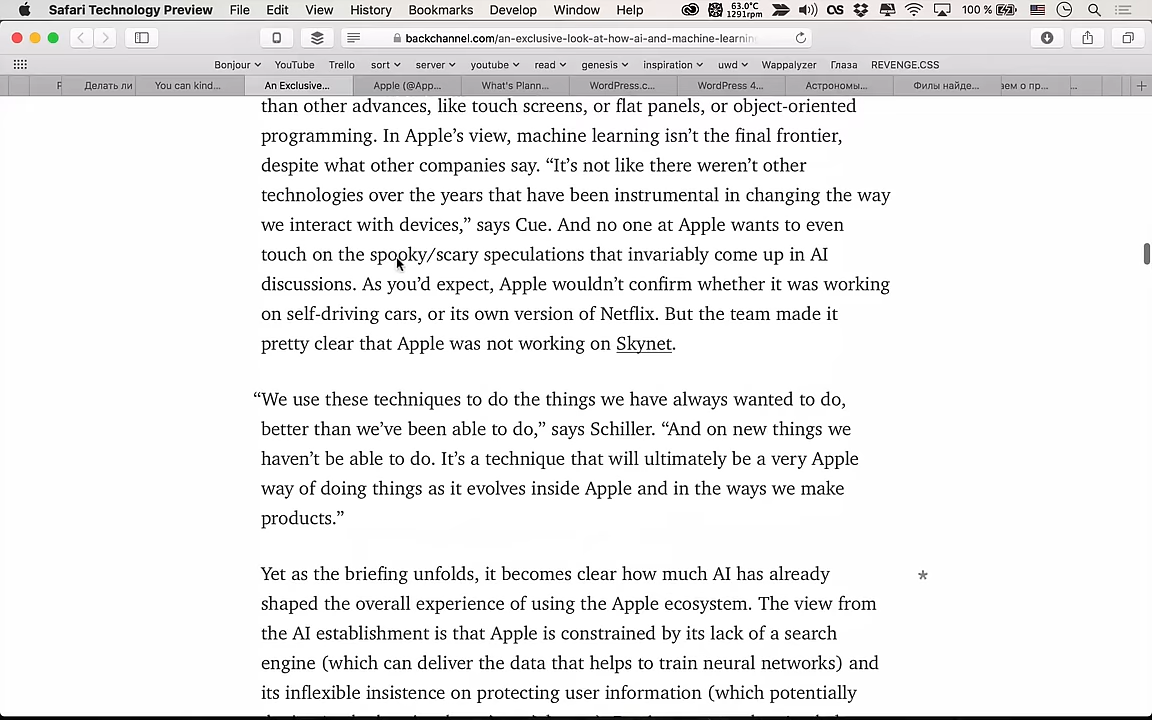 Safari Technology Preview File Edit View History Bookmarks Develop Window Help 63.0°C 1291rpm 100 %
backchannel.com/an-exclusive-look-at-how-ai-and-machine-learnin
Bonjour YouTube Trello sort server youtube read genesis inspiration uwd Wappalyzer Глаза REVENGE.CSS
Делать ли You can kind... An Exclusive... Apple (@App... What's Plann... WordPress.c... WordPress 4... Астрономы... Филы найде... аем о пр... ...
than other advances, like touch screens, or flat panels, or object-oriented
programming. In Apple’s view, machine learning isn’t the final frontier,
despite what other companies say. “It’s not like there weren’t other
technologies over the years that have been instrumental in changing the way
we interact with devices,” says Cue. And no one at Apple wants to even
touch on the spooky/scary speculations that invariably come up in AI
discussions. As you’d expect, Apple wouldn’t confirm whether it was working
on self-driving cars, or its own version of Netflix. But the team made it
pretty clear that Apple was not working on Skynet.
“We use these techniques to do the things we have always wanted to do,
better than we’ve been able to do,” says Schiller. “And on new things we
haven’t be able to do. It’s a technique that will ultimately be a very Apple
way of doing things as it evolves inside Apple and in the ways we make
products.”
Yet as the briefing unfolds, it becomes clear how much AI has already *
shaped the overall experience of using the Apple ecosystem. The view from
the AI establishment is that Apple is constrained by its lack of a search
engine (which can deliver the data that helps to train neural networks) and
its inflexible insistence on protecting user information (which potentially